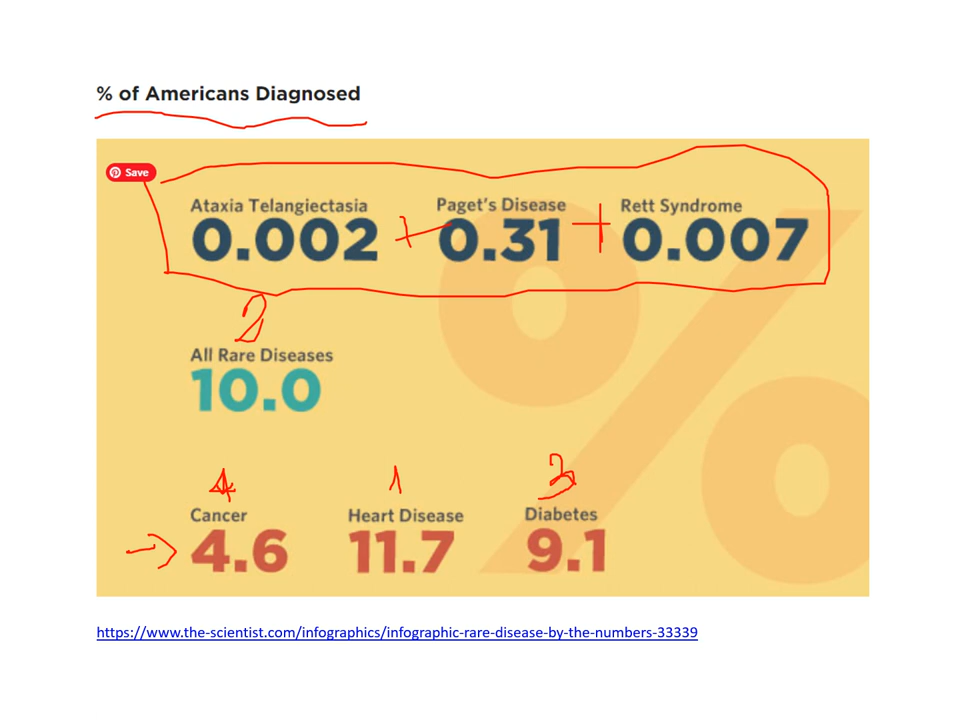 % of Americans Diagnosed
Save
Ataxia Telangiectasia Paget's Disease Rett Syndrome
0.002 + 0.31 + 0.007
2
All Rare Diseases
10.0
4 1 3
Cancer Heart Disease Diabetes
4.6 11.7 9.1
https://www.the-scientist.com/infographics/infographic-rare-disease-by-the-numbers-33339